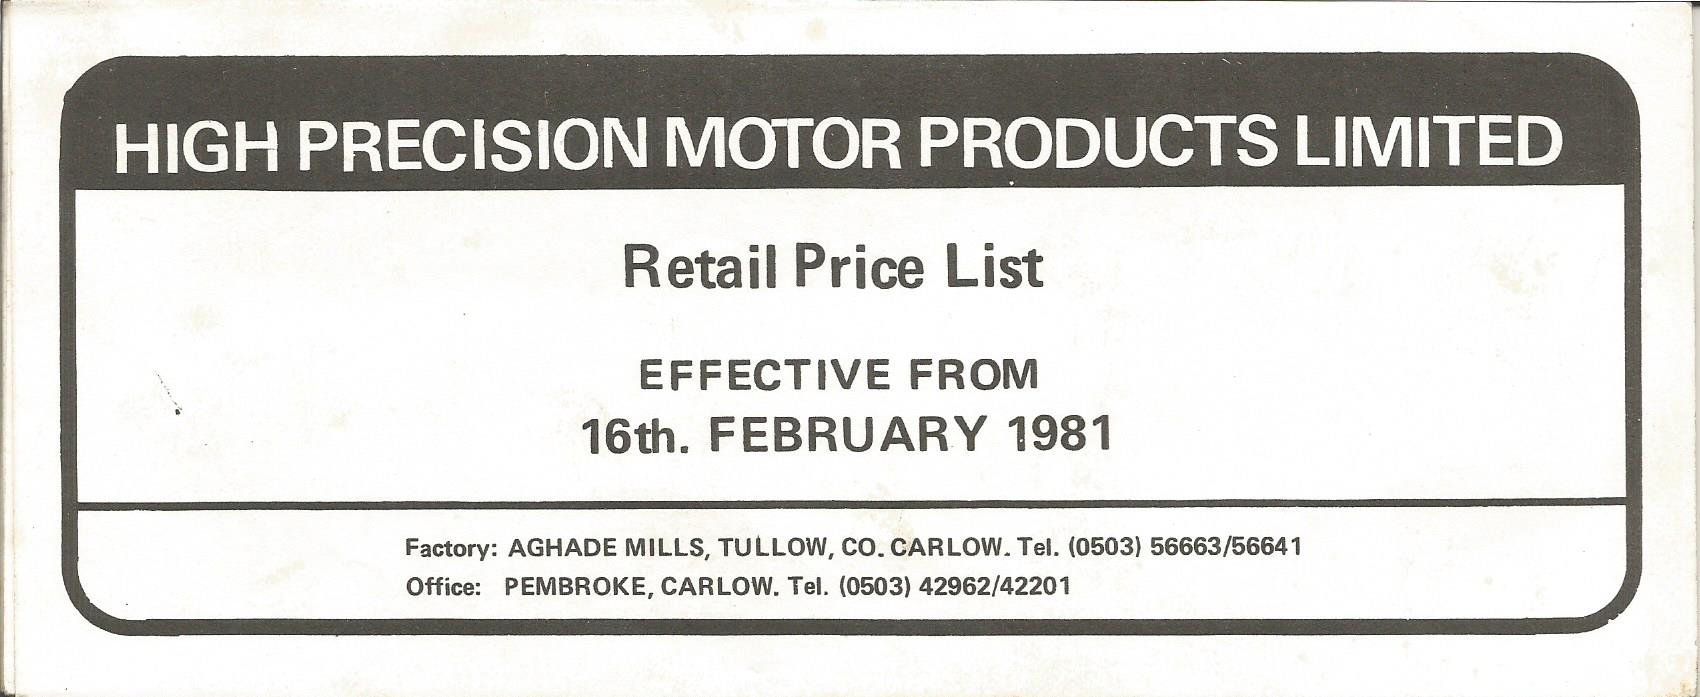 HIGH PRECISION MOTOR PRODUCTS LIMITED
Retail Price List
EFFECTIVE FROM
16th. FEBRUARY 1981
Factory: AGHADE MILLS, TULLOW, CO. CARLOW. Tel. (0503) 56663/56641
Office: PEMBROKE, CARLOW. Tel. (0503) 42962/42201